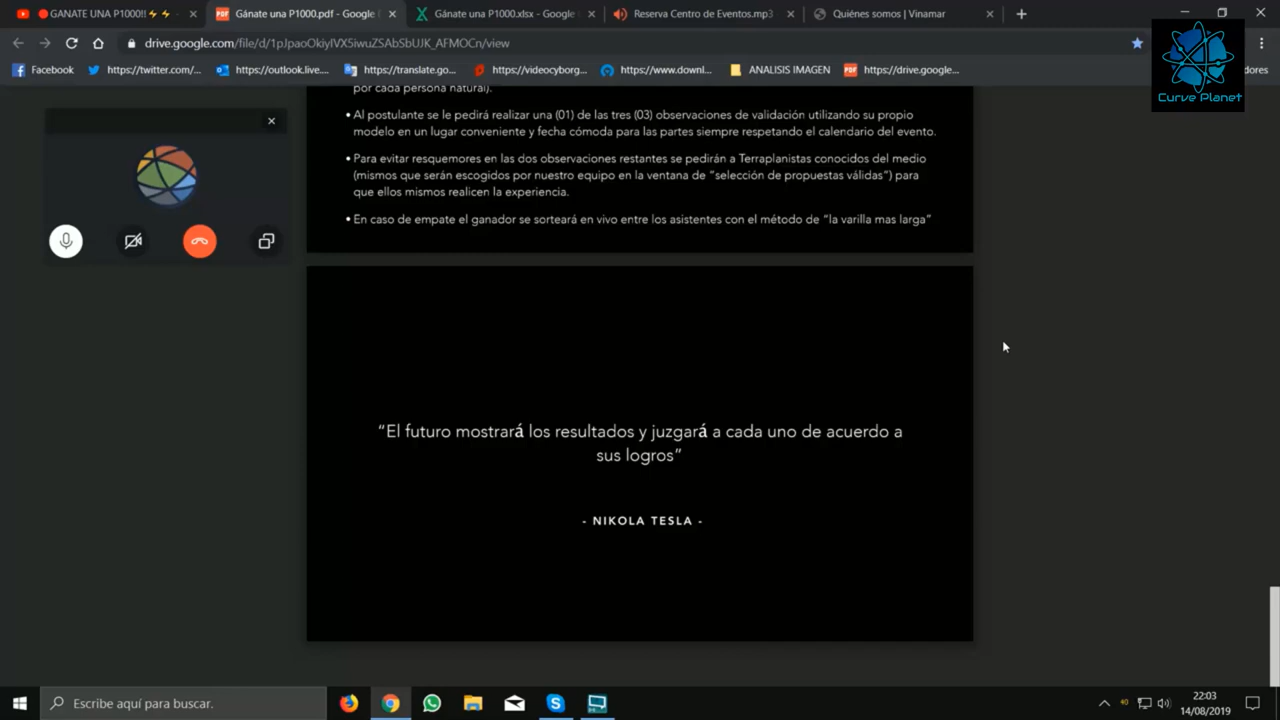 GANATE UNA P1000!!
Gánate una P1000.pdf - Google
Gánate una P1000.xlsx - Google
Reserva Centro de Eventos.mp3
Quiénes somos | Vinamar
drive.google.com/file/d/1pJpaoOkiyIVX5iwuZSAbSbUJK_AFMOCn/view
Facebook
https://twitter.com/...
https://outlook.live....
https://translate.go...
https://videocyborg...
https://www.downl...
ANALISIS IMAGEN
https://drive.google...
Curve Planet
por cada persona natural).
• Al postulante se le pedirá realizar una (01) de las tres (03) observaciones de validación utilizando su propio
modelo en un lugar conveniente y fecha cómoda para las partes siempre respetando el calendario del evento.
• Para evitar resquemores en las dos observaciones restantes se pedirán a Terraplanistas conocidos del medio
(mismos que serán escogidos por nuestro equipo en la ventana de “selección de propuestas válidas”) para
que ellos mismos realicen la experiencia.
• En caso de empate el ganador se sorteará en vivo entre los asistentes con el método de “la varilla mas larga”
“El futuro mostrará los resultados y juzgará a cada uno de acuerdo a
sus logros”
- NIKOLA TESLA -
Escribe aquí para buscar.
22:03
14/08/2019